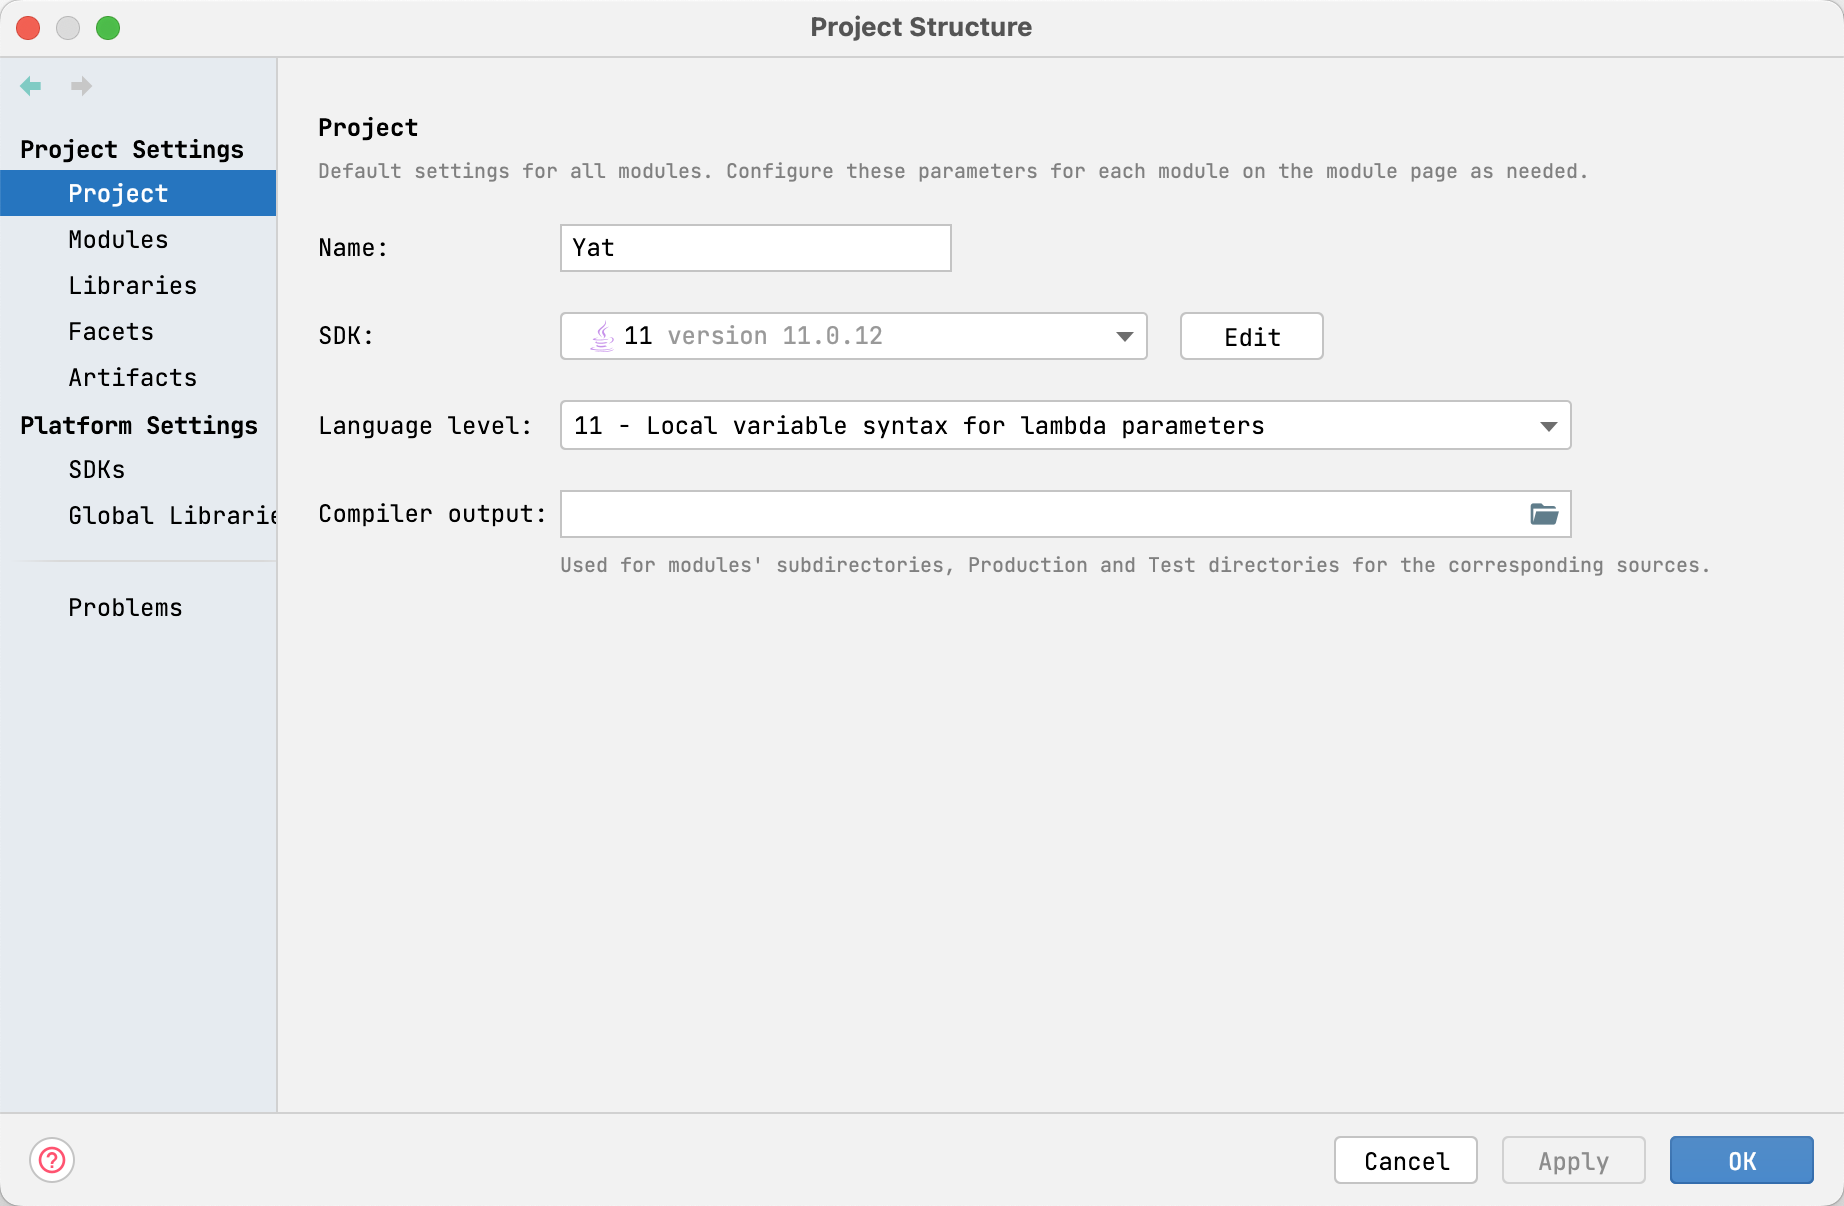 Project Structure
Project Settings
Project
Modules
Libraries
Facets
Artifacts
Platform Settings
SDKs
Global Librarie
Problems
Project
Default settings for all modules. Configure these parameters for each module on the module page as needed.
Name: Yat
SDK: 11 version 11.0.12 Edit
Language level: 11 - Local variable syntax for lambda parameters
Compiler output:
Used for modules' subdirectories, Production and Test directories for the corresponding sources.
? Cancel Apply OK